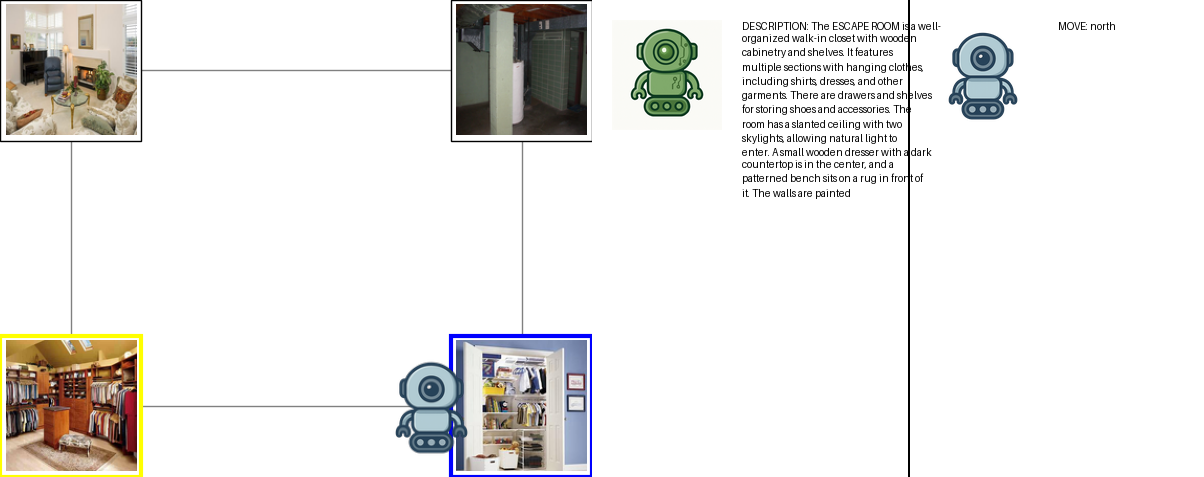 DESCRIPTION: The ESCAPE ROOM is a well-
organized walk-in closet with wooden
cabinetry and shelves. It features
multiple sections with hanging clothes,
including shirts, dresses, and other
garments. There are drawers and shelves
for storing shoes and accessories. The
room has a slanted ceiling with two
skylights, allowing natural light to
enter. A small wooden dresser with a dark
countertop is in the center, and a
patterned bench sits on a rug in front of
it. The walls are painted
MOVE: north